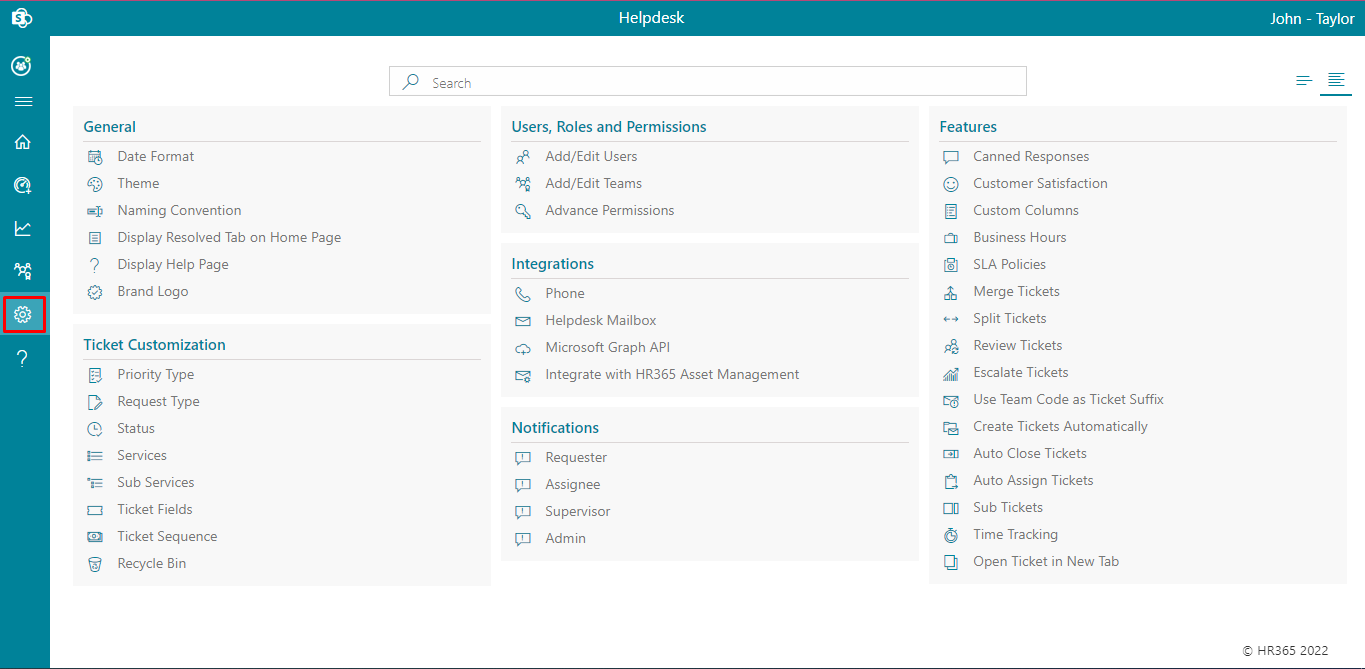 Helpdesk
John - Taylor
Search
General
Date Format
Theme
Naming Convention
Display Resolved Tab on Home Page
Display Help Page
Brand Logo
Ticket Customization
Priority Type
Request Type
Status
Services
Sub Services
Ticket Fields
Ticket Sequence
Recycle Bin
Users, Roles and Permissions
Add/Edit Users
Add/Edit Teams
Advance Permissions
Integrations
Phone
Helpdesk Mailbox
Microsoft Graph API
Integrate with HR365 Asset Management
Notifications
Requester
Assignee
Supervisor
Admin
Features
Canned Responses
Customer Satisfaction
Custom Columns
Business Hours
SLA Policies
Merge Tickets
Split Tickets
Review Tickets
Escalate Tickets
Use Team Code as Ticket Suffix
Create Tickets Automatically
Auto Close Tickets
Auto Assign Tickets
Sub Tickets
Time Tracking
Open Ticket in New Tab
© HR365 2022